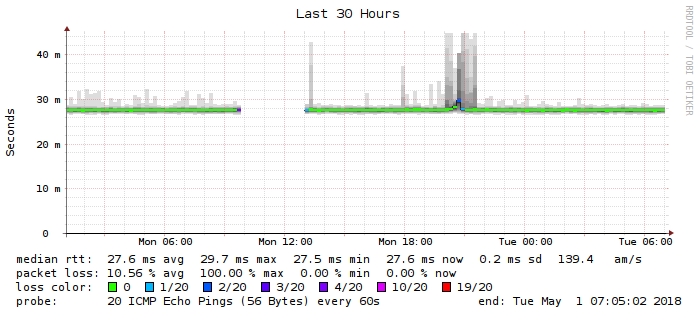 Last 30 Hours
RRDTOOL / TOBI OETIKER
Seconds
40 m
30 m
20 m
10 m
0
Mon 06:00 Mon 12:00 Mon 18:00 Tue 00:00 Tue 06:00
median rtt: 27.6 ms avg 29.7 ms max 27.5 ms min 27.6 ms now 0.2 ms sd 139.4 am/s
packet loss: 10.56 % avg 100.00 % max 0.00 % min 0.00 % now
loss color: 0 1/20 2/20 3/20 4/20 10/20 19/20
probe: 20 ICMP Echo Pings (56 Bytes) every 60s end: Tue May 1 07:05:02 2018